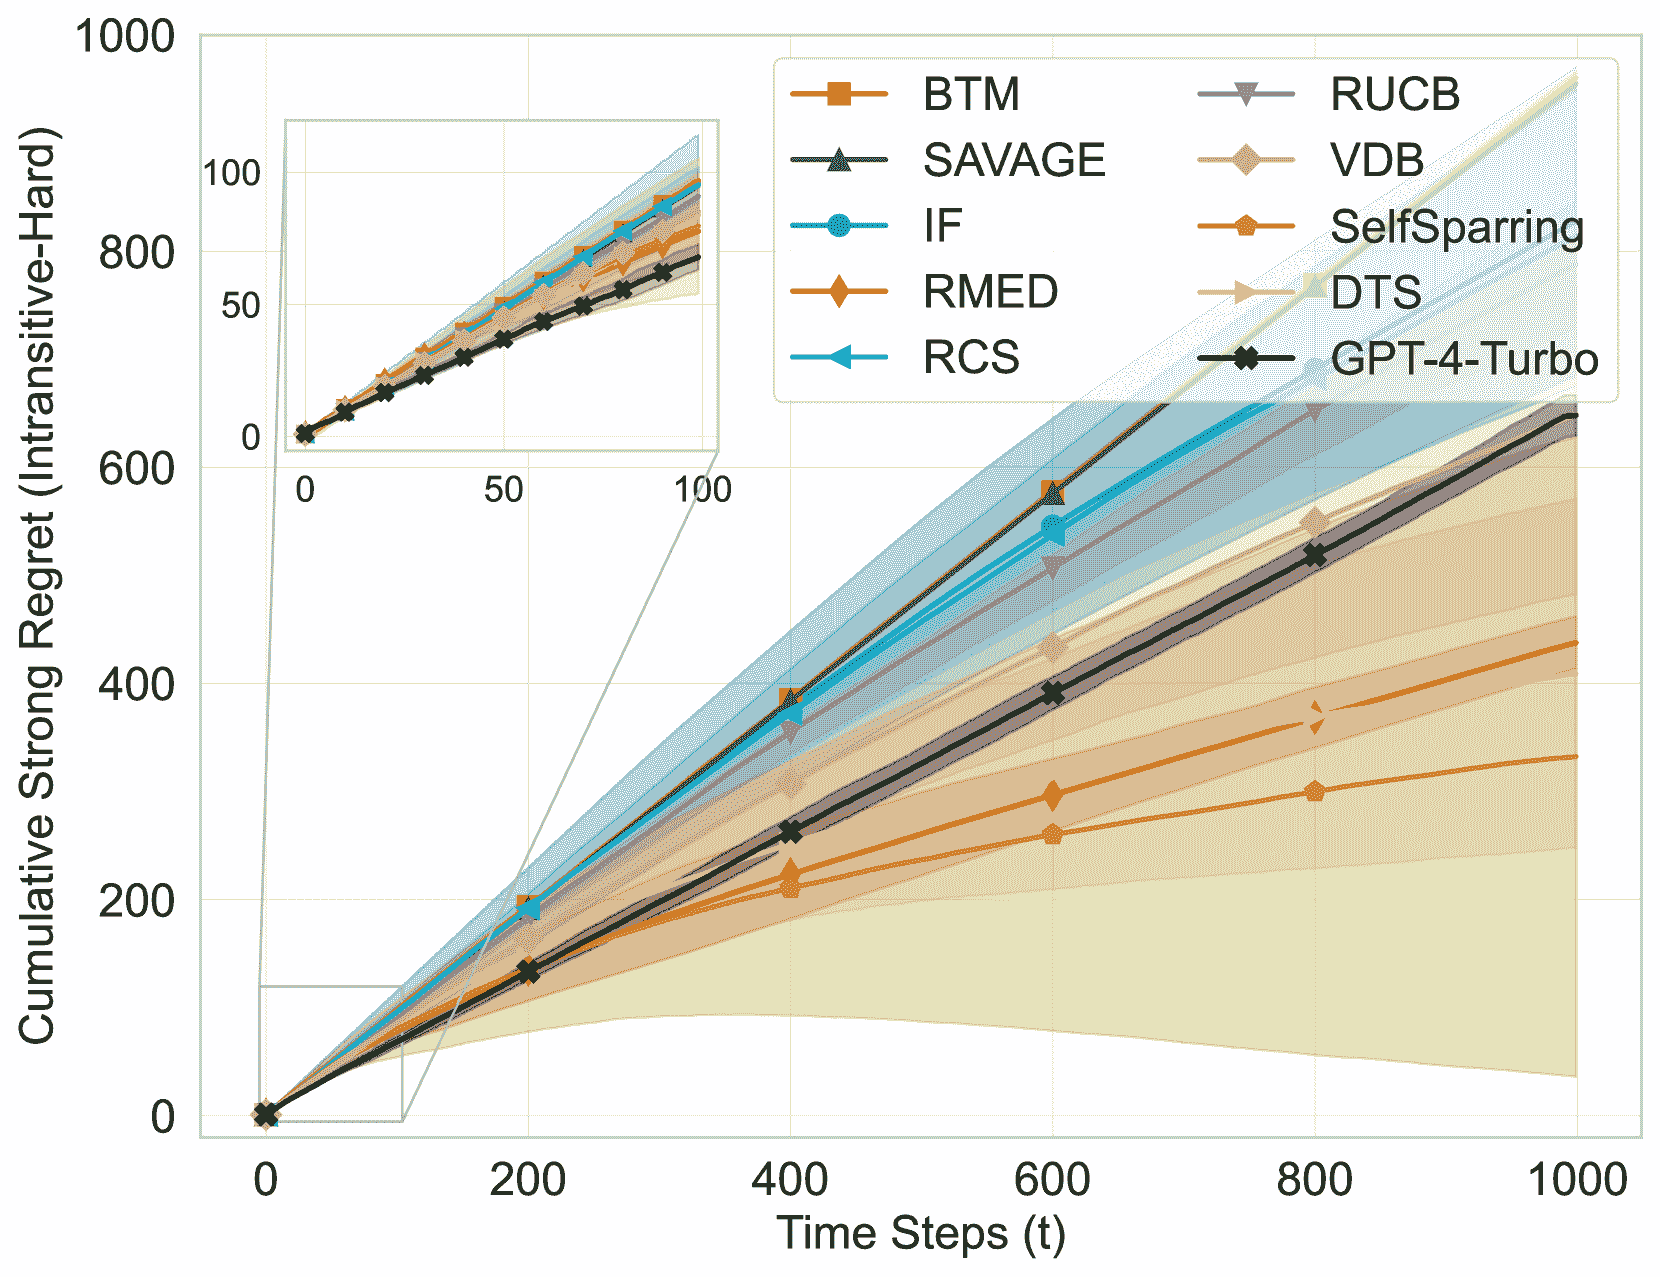 1000
800
600
400
200
0
Cumulative Strong Regret (Intransitive-Hard)
100
50
0
0 50 100
BTM
SAVAGE
IF
RMED
RCS
RUCB
VDB
SelfSparring
DTS
GPT-4-Turbo
0 200 400 600 800 1000
Time Steps (t)